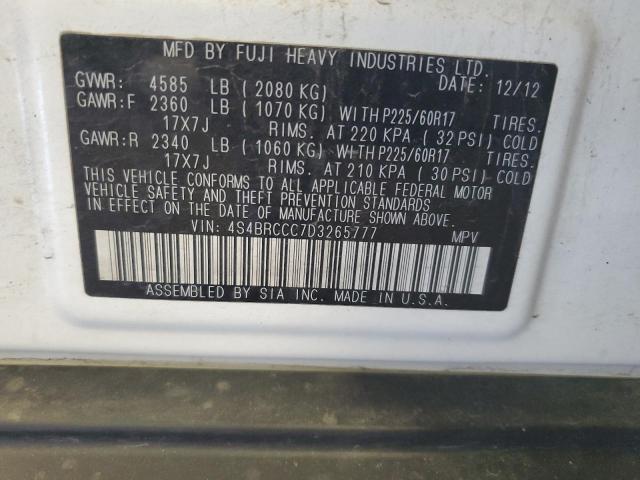 MFD BY FUJI HEAVY INDUSTRIES LTD.
GVWR: 4585 LB ( 2080 KG) DATE: 12/12
GAWR:F 2360 LB ( 1070 KG) WITH P225/60R17 TIRES.
17X7J RIMS. AT 220 KPA ( 32 PSI) COLD
GAWR:R 2340 LB ( 1060 KG) WITH P225/60R17 TIRES.
17X7J RIMS. AT 210 KPA ( 30 PSI) COLD
THIS VEHICLE CONFORMS TO ALL APPLICABLE FEDERAL MOTOR
VEHICLE SAFETY AND THEFT PREVENTION STANDARDS
IN EFFECT ON THE DATE OF MANUFACTURE SHOWN ABOVE.
VIN: 4S4BRCCC7D3265777 MPV
ASSEMBLED BY SIA INC. MADE IN U.S.A.